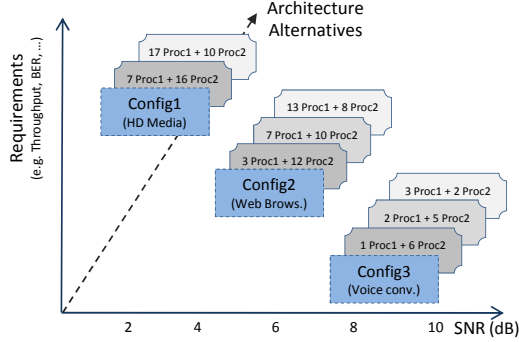 Architecture
Alternatives
Requirements
(e.g. Throughput, BER, ...)
17 Proc1 + 10 Proc2
7 Proc1 + 16 Proc2
Config1
(HD Media)
13 Proc1 + 8 Proc2
7 Proc1 + 10 Proc2
3 Proc1 + 12 Proc2
Config2
(Web Brows.)
3 Proc1 + 2 Proc2
2 Proc1 + 5 Proc2
1 Proc1 + 6 Proc2
Config3
(Voice conv.)
2 4 6 8 10 SNR (dB)